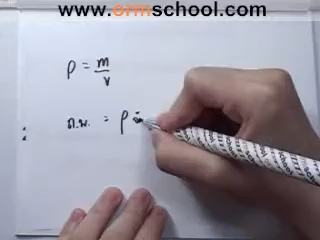 www.ormschool.com
ρ = m/v
ถ.พ. = ρ